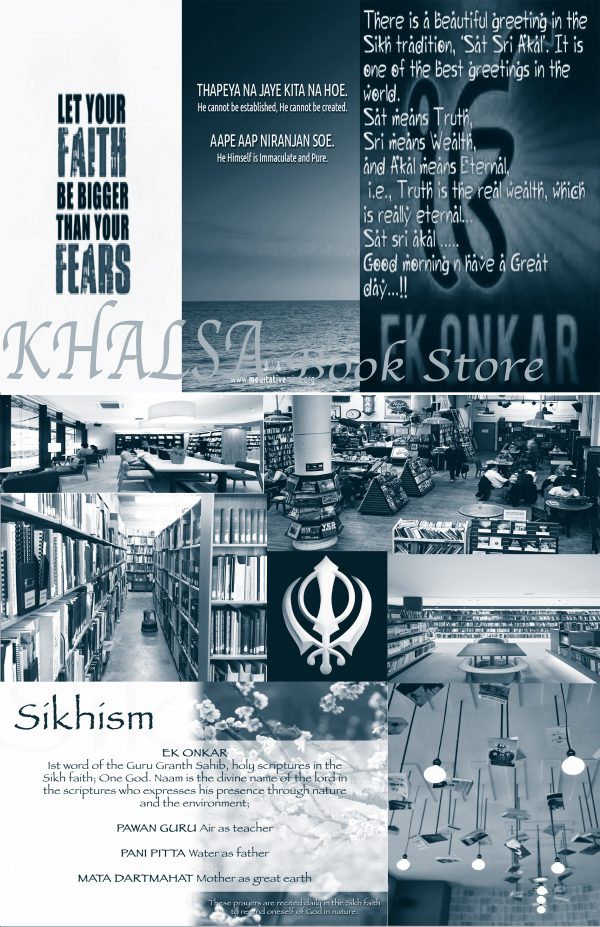 LET YOUR
FAITH
BE BIGGER
THAN YOUR
FEARS
THAPEYA NA JAYE KITA NA HOE.
He cannot be established, He cannot be created.
AAPE AAP NIRANJAN SOE.
He Himself is Immaculate and Pure.
There is a beautiful greeting in the
Sikh tradition, 'Sat Sri Akal'. It is
one of the best greetings in the
world.
Sat means Truth,
Sri means Wealth,
and Akal means Eternal,
i.e., Truth is the real wealth, which
is really eternal...
Sat sri akal .....
Good morning n have a Great
day...!!
EK ONKAR
KHALSA Book Store
Sikhism
EK ONKAR
1st word of the Guru Granth Sahib, holy scriptures in the
Sikh faith; One God. Naam is the divine name of the lord in
the scriptures who expresses his presence through nature
and the environment;
PAWAN GURU Air as teacher
PANI PITTA Water as father
MATA DARTMAHAT Mother as great earth
These prayers are recited daily in the Sikh faith
to remind oneself of God in nature.